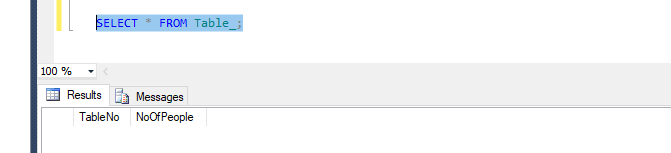 SELECT * FROM Table_;
100 %
Results Messages
TableNo NoOfPeople